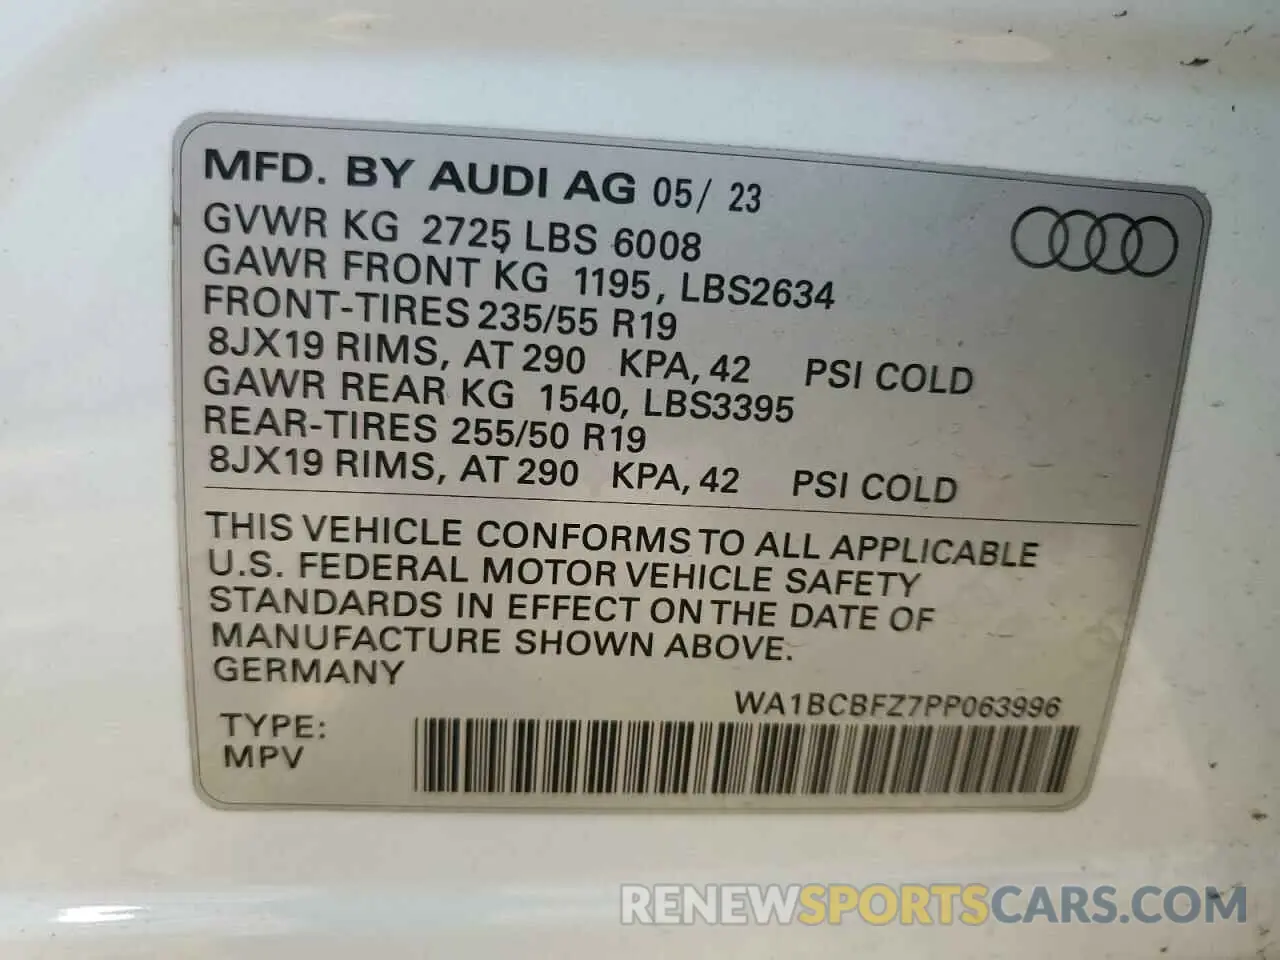 MFD. BY AUDI AG 05/ 23
GVWR KG 2725 LBS 6008
GAWR FRONT KG 1195, LBS2634
FRONT-TIRES 235/55 R19
8JX19 RIMS, AT 290 KPA, 42 PSI COLD
GAWR REAR KG 1540, LBS3395
REAR-TIRES 255/50 R19
8JX19 RIMS, AT 290 KPA, 42 PSI COLD
THIS VEHICLE CONFORMS TO ALL APPLICABLE
U.S. FEDERAL MOTOR VEHICLE SAFETY
STANDARDS IN EFFECT ON THE DATE OF
MANUFACTURE SHOWN ABOVE.
GERMANY
WA1BCBFZ7PP063996
TYPE:
MPV
RENEWSPORTSCARS.COM